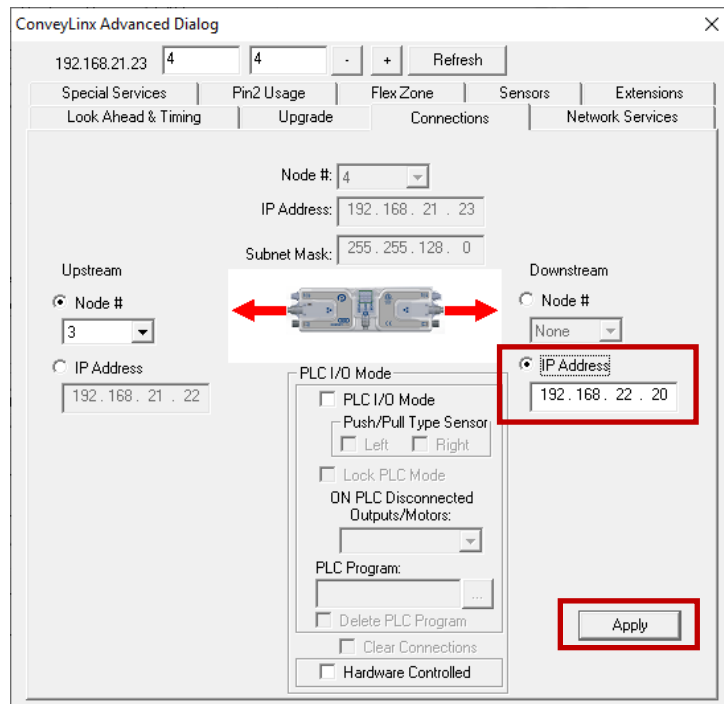 ConveyLinx Advanced Dialog
192.168.21.23 4 4 - + Refresh
Special Services Pin2 Usage Flex Zone Sensors Extensions
Look Ahead & Timing Upgrade Connections Network Services
Node #: 4
IP Address: 192 . 168 . 21 . 23
Subnet Mask: 255 . 255 . 128 . 0
Upstream
Node #
3
IP Address
192 . 168 . 21 . 22
Downstream
Node #
None
IP Address
192 . 168 . 22 . 20
PLC I/O Mode
PLC I/O Mode
Push/Pull Type Sensor
Left Right
Lock PLC Mode
ON PLC Disconnected
Outputs/Motors:
PLC Program:
...
Delete PLC Program
Clear Connections
Hardware Controlled
Apply